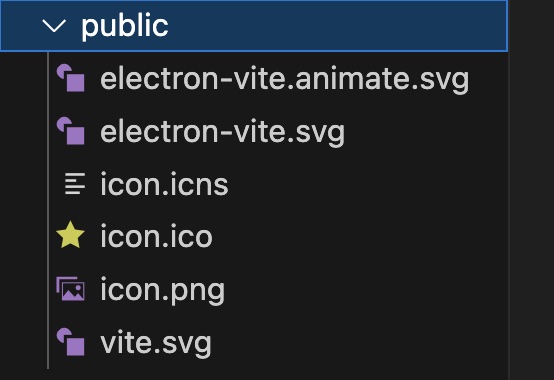 public
electron-vite.animate.svg
electron-vite.svg
icon.icns
icon.ico
icon.png
vite.svg